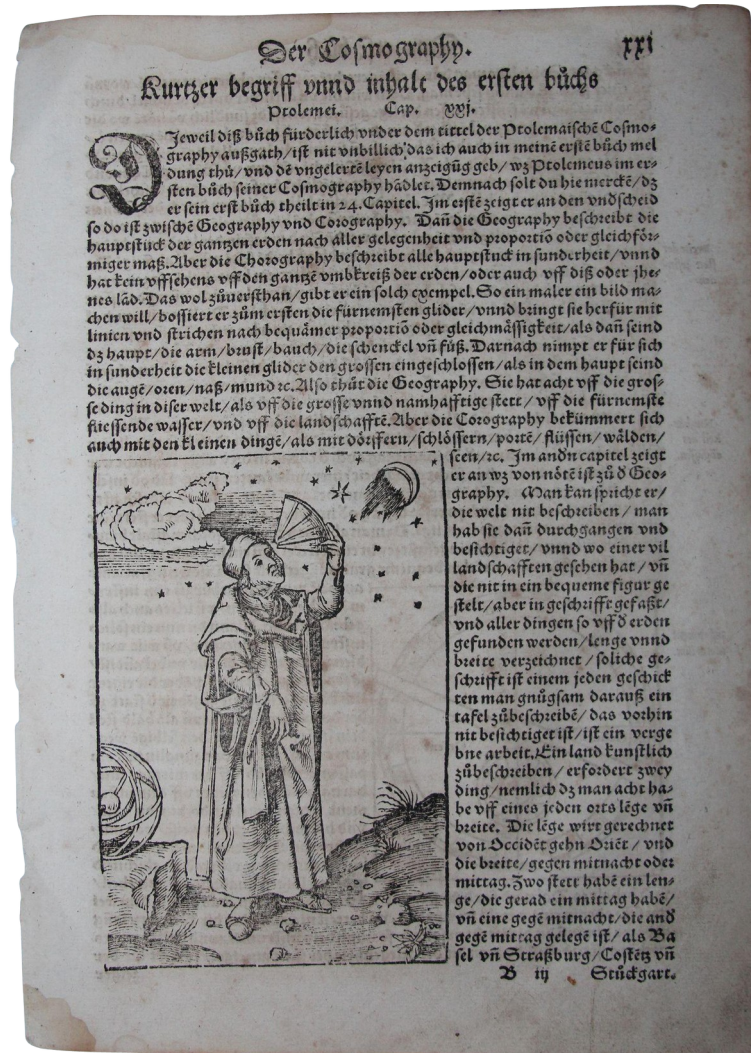 Der Cosmography. xxi
Kurtzer begriff vnnd inhalt des ersten bůchs
Ptolemei. Cap. xxj.
DJeweil diß bůch fürderlich vnder dem tittel der Ptolemaischē Cosmo-
graphy außgath/ist nit vnbillich/das ich auch in meinē erstē bůch mel
dung thů/vnd dē vngelertē leyen anzeigūg geb/wz Ptolemeus im er-
sten bůch seiner Cosmography hādlet. Demnach solt du hie merckē/dz
er sein erst bůch theilt in 24. Capitel. Jm erstē zeigt er an den vndscheid
so do ist zwischē Geography vnd Corography. Dañ die Geography beschreibt die
hauptstuck der gantzen erden nach aller gelegenheit vnd proportiō oder gleichför-
miger maß. Aber die Chorography beschreibt alle hauptstuck in sunderheit/vnnd
hat kein vffsehens vff den gantzē vmbkreiß der erden/oder auch vff diß oder jhe-
nes lād. Das wol zůuersthan/gibt er ein solch exempel. So ein maler ein bild ma-
chen will/bossiert er zům ersten die fürnemsten glider/vnnd bringt sie herfür mit
linien vnd strichen nach bequåmer proportiō oder gleichmåssigkeit/als dañ seind
dz haupt/die arm/brust/bauch/die schenckel vñ füß. Darnach nimpt er für sich
in sunderheit die kleinen glider den grossen eingeschlossen/als in dem haupt seind
die augē/oren/naß/mund ꝛc. Also thůt die Geography. Sie hat acht vff die gros-
se ding in diser welt/als vff die grosse vnnd namhafftige stett/vff die fürnemste
fliessende wasser/vnd vff die landschafftē. Aber die Corography bekümmert sich
auch mit den kleinen dingē/als mit dörffern/schlössern/portē/flüssen/wälden/
seen/ꝛc. Jm andn capitel zeigt
er an wz von nötē ist zů d Geo-
graphy. Man kan spricht er/
die welt nit beschreiben/man
hab sie dañ durchgangen vnd
besichtiget/vnnd wo einer vil
landschafften gesehen hat/vñ
die nit in ein bequeme figur ge
stelt/aber in geschrifft gefaßt/
vnd aller dingen so vff d erden
gefunden werden/lenge vnnd
breite verzeichnet/soliche ge-
schrifft ist einem jeden geschick
ten man gnůgsam darauß ein
tafel zůbeschreibē/das vorhin
nit besichtiget ist/ist ein verge
bne arbeit. Ein land kunstlich
zůbeschreiben/erfordert zwey
ding/nemlich dz man acht ha-
be vff eines jeden orts lēge vñ
breite. Die lēge wirt gerechnet
von Occidēt gehn Oriēt/vnd
die breite/gegen mitnacht oder
mittag. Zwo stett habē ein len-
ge/die gerad ein mittag habē/
vñ eine gegē mitnacht/die and
gegē mittag gelegē ist/als Ba
sel vñ Straßburg/Costētz vñ
B iij Stůckgart.